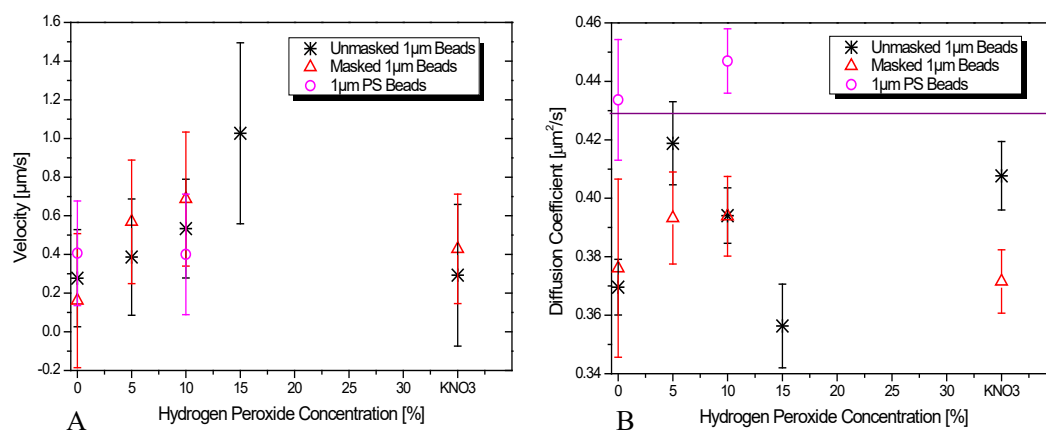 A
B
1.6
1.4
1.2
1.0
0.8
0.6
0.4
0.2
0.0
-0.2
Velocity [µm/s]
Unmasked 1µm Beads
Masked 1µm Beads
1µm PS Beads
0 5 10 15 20 25 30 KNO3
Hydrogen Peroxide Concentration [%]
0.46
0.44
0.42
0.40
0.38
0.36
0.34
Diffusion Coefficient [µm²/s]
Unmasked 1µm Beads
Masked 1µm Beads
1µm PS Beads
0 5 10 15 20 25 30 KNO3
Hydrogen Peroxide Concentration [%]